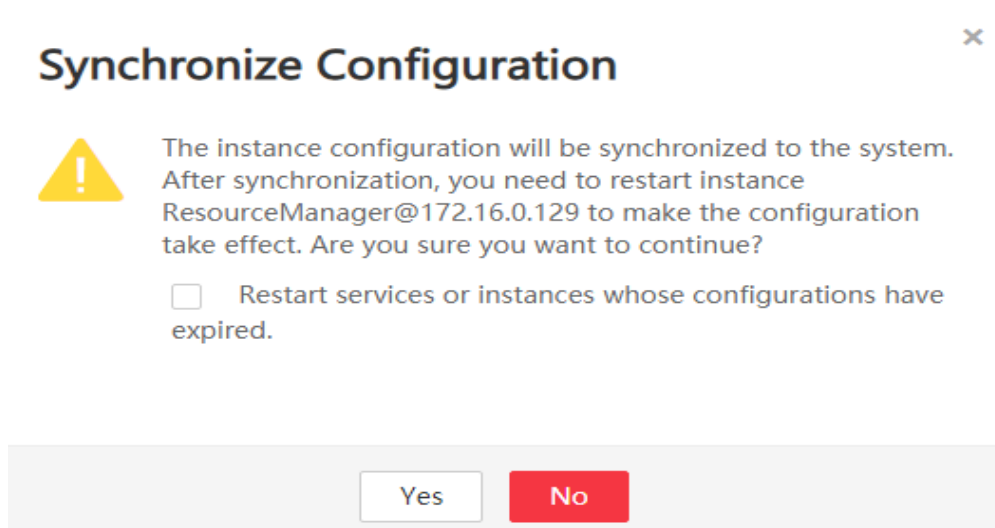 Synchronize Configuration
The instance configuration will be synchronized to the system.
After synchronization, you need to restart instance
ResourceManager@172.16.0.129 to make the configuration
take effect. Are you sure you want to continue?
Restart services or instances whose configurations have
expired.
Yes No